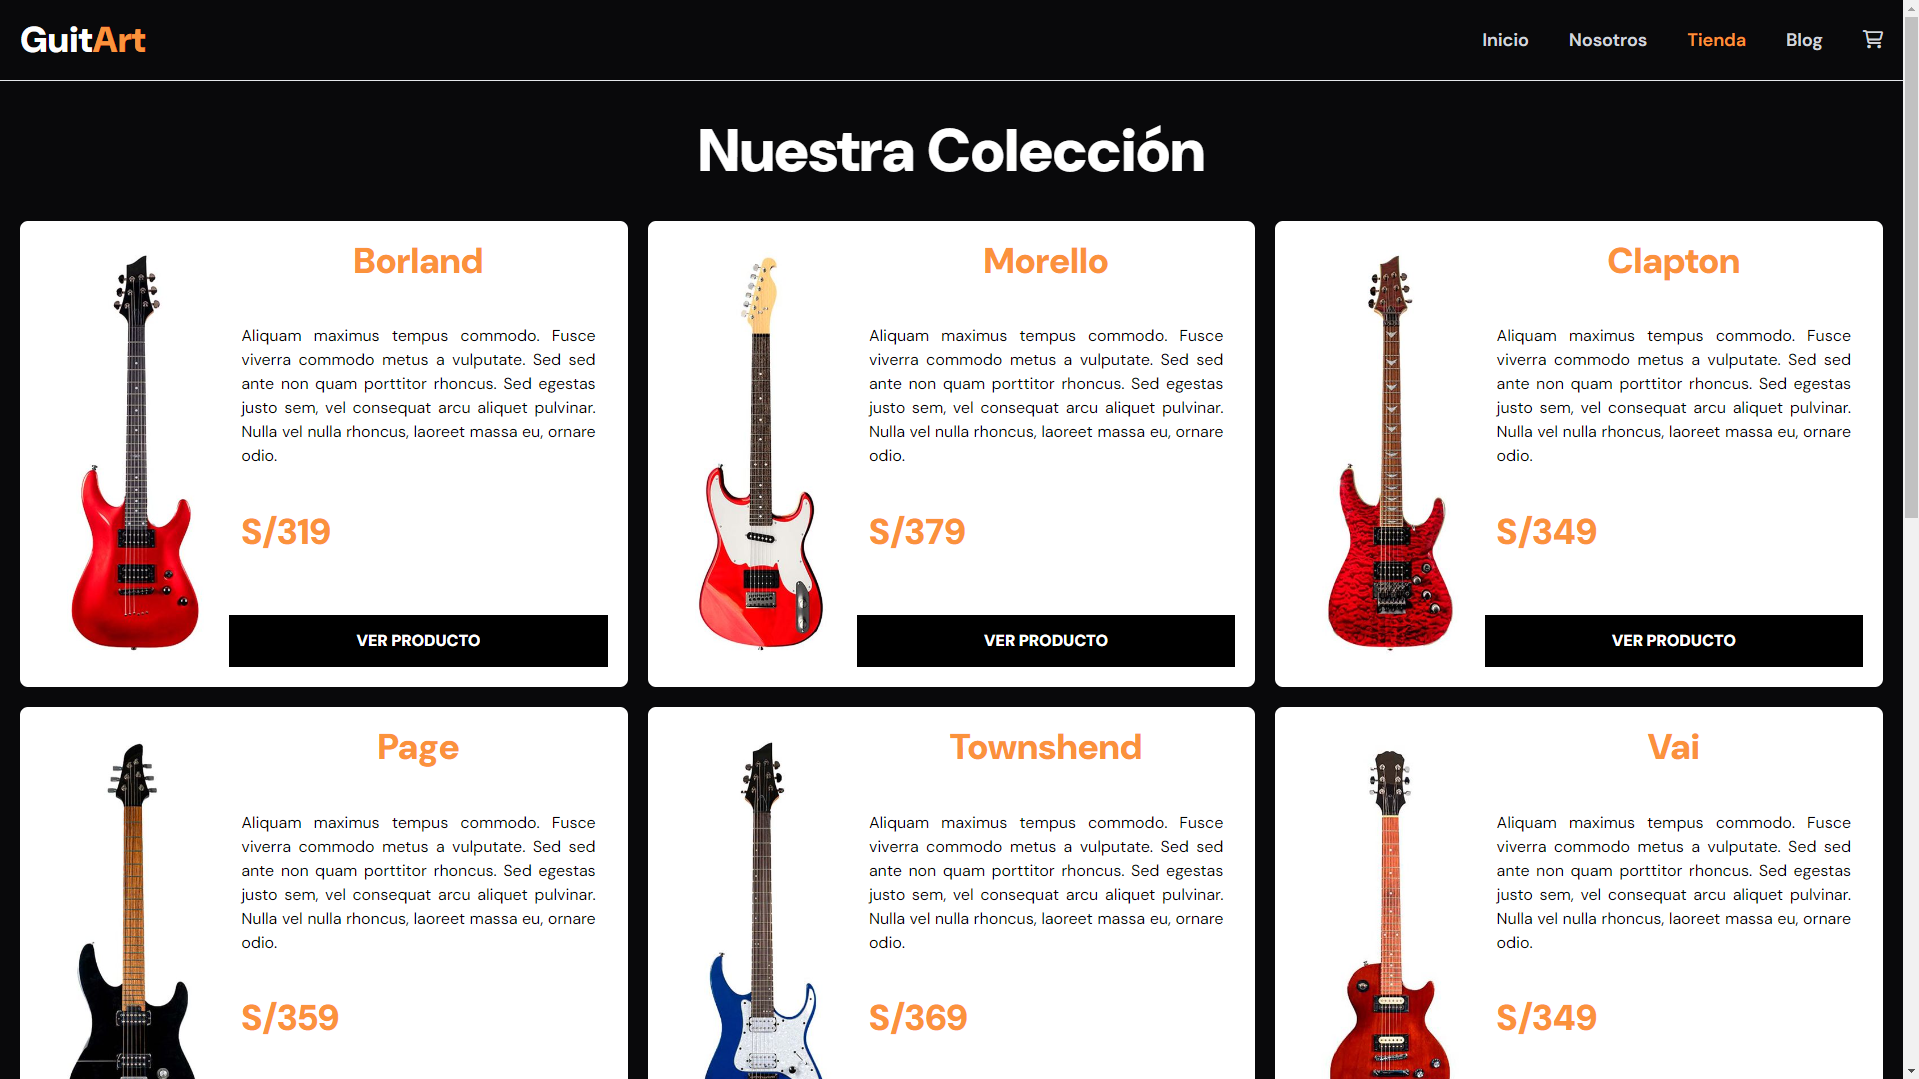 GuitArt
Inicio
Nosotros
Tienda
Blog
Nuestra Colección
Borland
Aliquam maximus tempus commodo. Fusce
viverra commodo metus a vulputate. Sed sed
ante non quam porttitor rhoncus. Sed egestas
justo sem, vel consequat arcu aliquet pulvinar.
Nulla vel nulla rhoncus, laoreet massa eu, ornare
odio.
S/319
VER PRODUCTO
Morello
Aliquam maximus tempus commodo. Fusce
viverra commodo metus a vulputate. Sed sed
ante non quam porttitor rhoncus. Sed egestas
justo sem, vel consequat arcu aliquet pulvinar.
Nulla vel nulla rhoncus, laoreet massa eu, ornare
odio.
S/379
VER PRODUCTO
Clapton
Aliquam maximus tempus commodo. Fusce
viverra commodo metus a vulputate. Sed sed
ante non quam porttitor rhoncus. Sed egestas
justo sem, vel consequat arcu aliquet pulvinar.
Nulla vel nulla rhoncus, laoreet massa eu, ornare
odio.
S/349
VER PRODUCTO
Page
Aliquam maximus tempus commodo. Fusce
viverra commodo metus a vulputate. Sed sed
ante non quam porttitor rhoncus. Sed egestas
justo sem, vel consequat arcu aliquet pulvinar.
Nulla vel nulla rhoncus, laoreet massa eu, ornare
odio.
S/359
Townshend
Aliquam maximus tempus commodo. Fusce
viverra commodo metus a vulputate. Sed sed
ante non quam porttitor rhoncus. Sed egestas
justo sem, vel consequat arcu aliquet pulvinar.
Nulla vel nulla rhoncus, laoreet massa eu, ornare
odio.
S/369
Vai
Aliquam maximus tempus commodo. Fusce
viverra commodo metus a vulputate. Sed sed
ante non quam porttitor rhoncus. Sed egestas
justo sem, vel consequat arcu aliquet pulvinar.
Nulla vel nulla rhoncus, laoreet massa eu, ornare
odio.
S/349